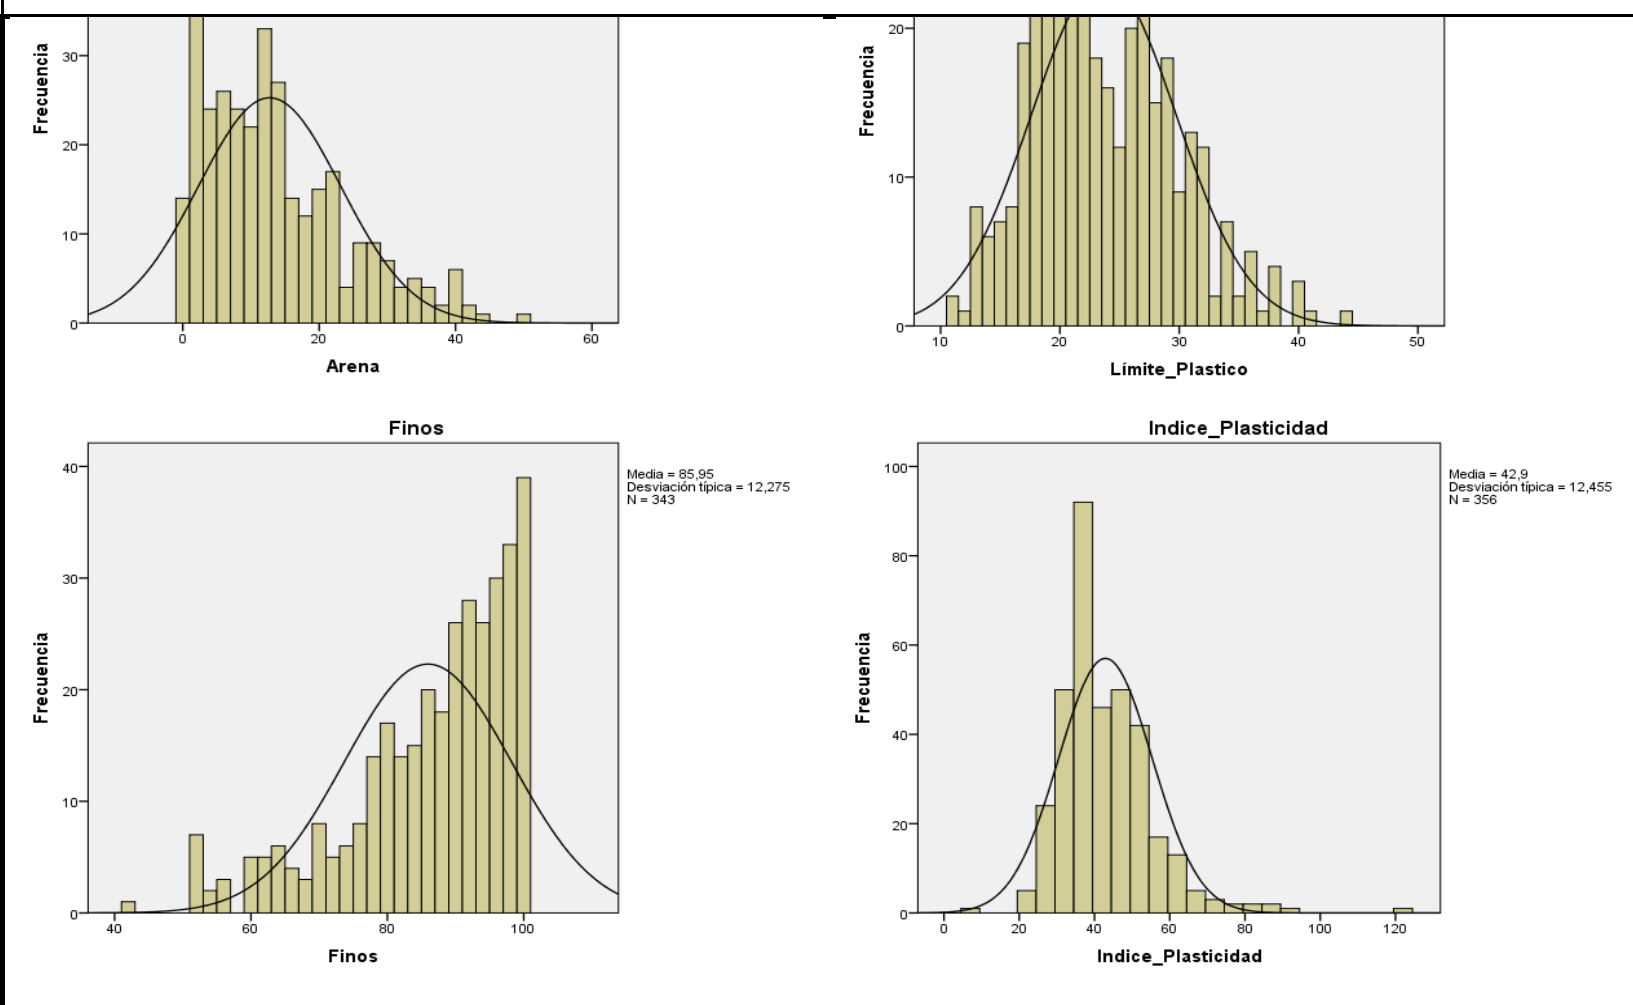 Frecuencia
30
20
10
0
0
20
40
60
Arena
Frecuencia
20
10
0
10
20
30
40
50
Límite_Plastico
Finos
Frecuencia
40
30
20
10
0
Media = 85,95
Desviación típica = 12,275
N = 343
40
60
80
100
Finos
Indice_Plasticidad
Frecuencia
100
80
60
40
20
0
Media = 42,9
Desviación típica = 12,455
N = 356
0
20
40
60
80
100
120
Indice_Plasticidad